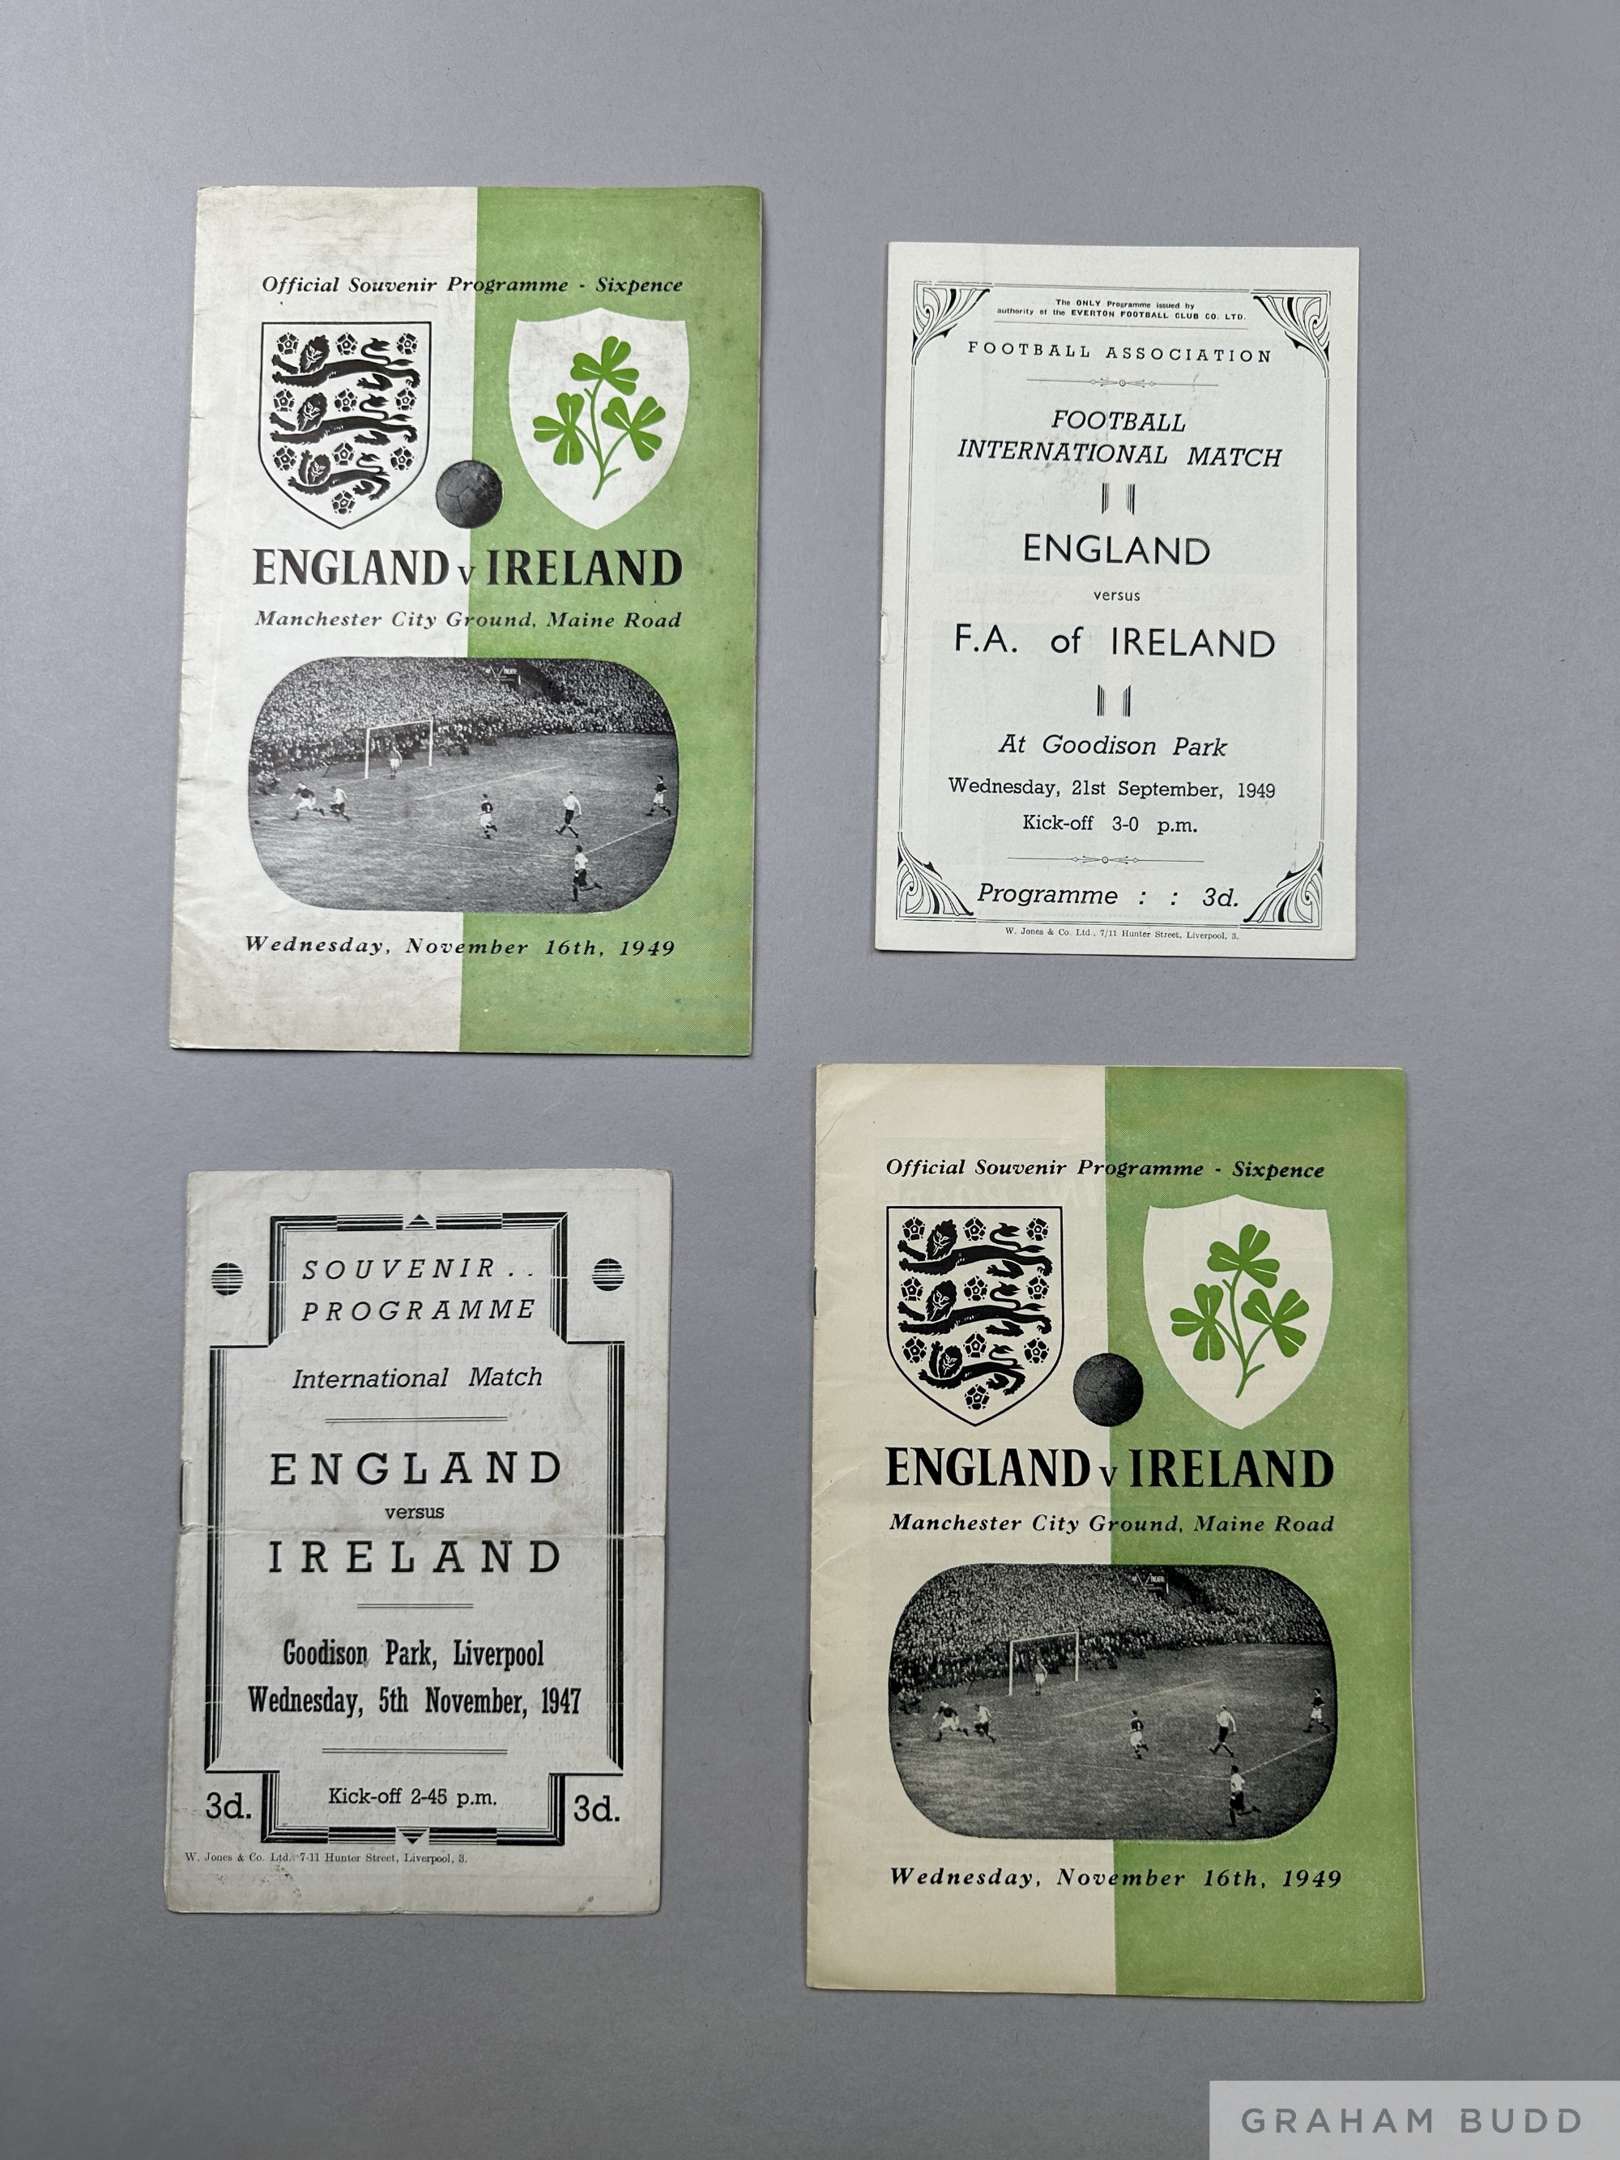 Official Souvenir Programme - Sixpence
ENGLAND v IRELAND
Manchester City Ground, Maine Road
Wednesday, November 16th, 1949
The ONLY Programme issued by
authority of the EVERTON FOOTBALL CLUB CO. LTD.
FOOTBALL ASSOCIATION
FOOTBALL
INTERNATIONAL MATCH
ENGLAND
versus
F.A. of IRELAND
At Goodison Park
Wednesday, 21st September, 1949
Kick-off 3-0 p.m.
Programme : : 3d.
W. Jones & Co. Ltd., 7/11 Hunter Street, Liverpool, 3.
SOUVENIR . .
PROGRAMME
International Match
ENGLAND
versus
IRELAND
Goodison Park, Liverpool
Wednesday, 5th November, 1947
Kick-off 2-45 p.m.
3d. 3d.
W. Jones & Co. Ltd. 7-11 Hunter Street, Liverpool, 3.
Official Souvenir Programme - Sixpence
ENGLAND v IRELAND
Manchester City Ground, Maine Road
Wednesday, November 16th, 1949
GRAHAM BUDD